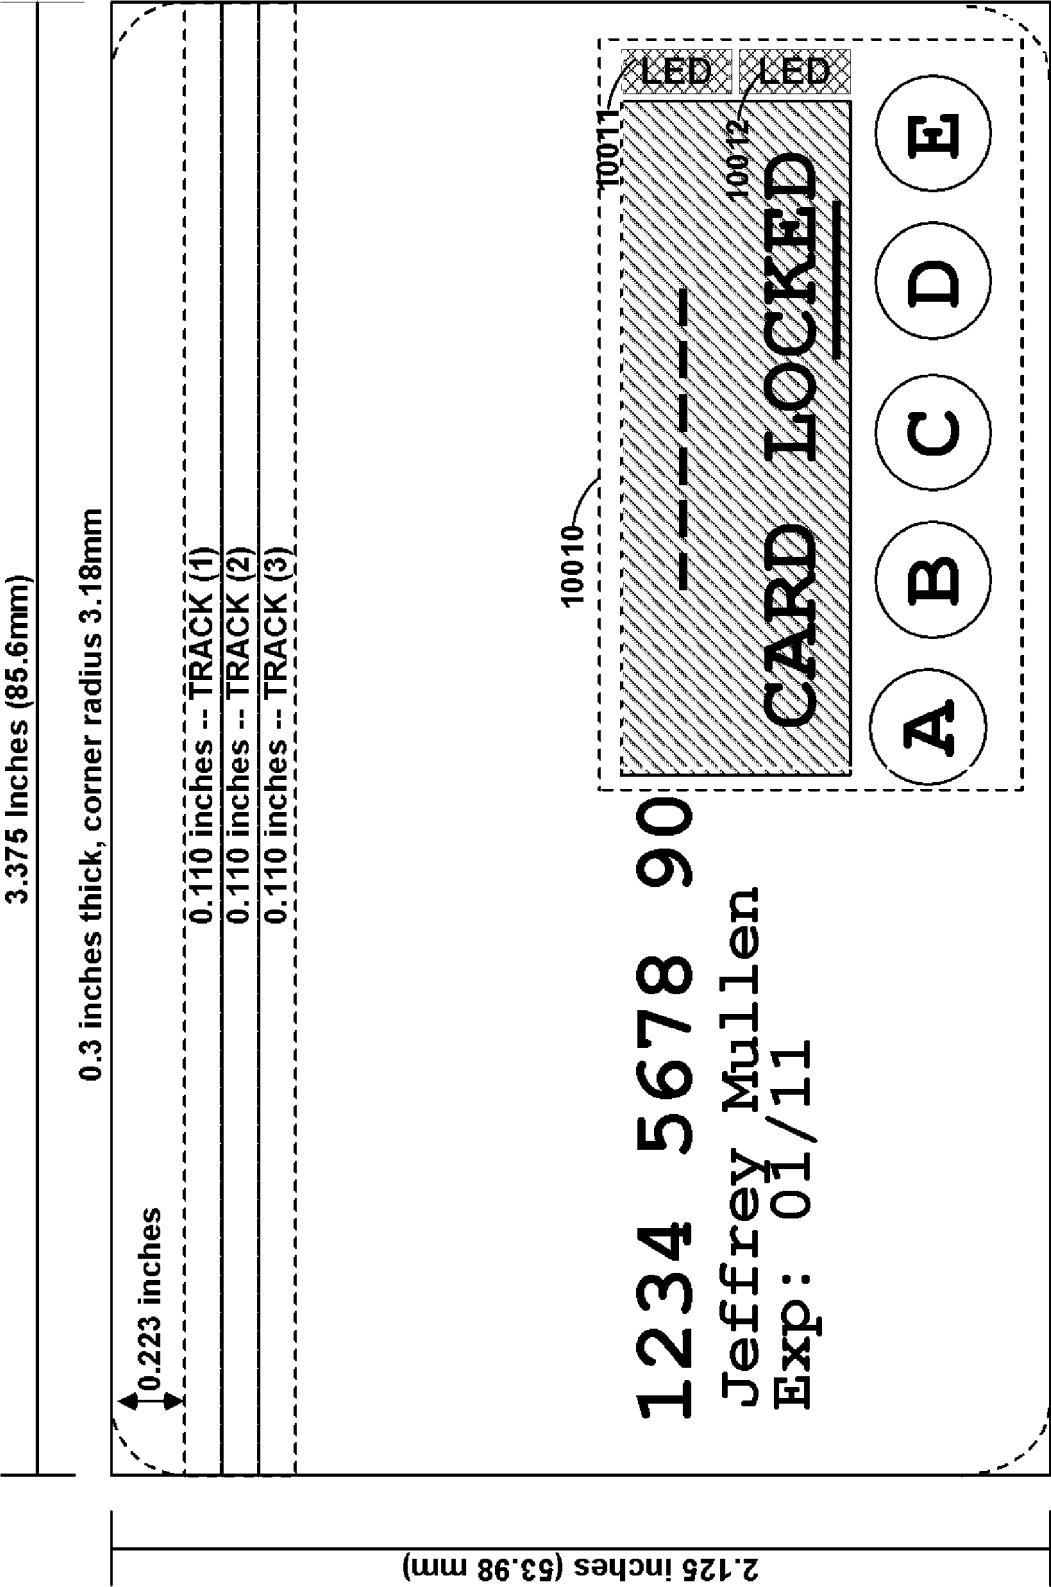 3.375 Inches (85.6mm)
0.3 inches thick, corner radius 3.18mm
0.223 inches
0.110 inches -- TRACK (1)
0.110 inches -- TRACK (2)
0.110 inches -- TRACK (3)
10010
10011
LED
10012
LED
1234 5678 90 ------
CARD LOCKED
Jeffrey Mullen
Exp: 01/11
A B C D E
2.125 inches (53.98 mm)